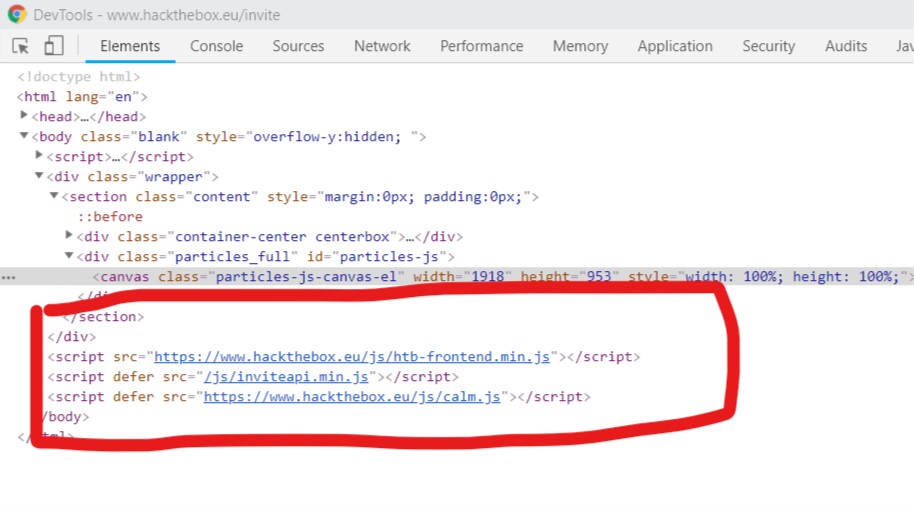 DevTools - www.hackthebox.eu/invite
Elements Console Sources Network Performance Memory Application Security Audits
<!doctype html>
<html lang="en">
<head>…</head>
<body class="blank" style="overflow-y:hidden; ">
<script>…</script>
<div class="wrapper">
<section class="content" style="margin:0px; padding:0px;">
::before
<div class="container-center centerbox">…</div>
<div class="particles_full" id="particles-js">
<canvas class="particles-js-canvas-el" width="1918" height="953" style="width: 100%; height: 100%;">
</section>
</div>
<script src="https://www.hackthebox.eu/js/htb-frontend.min.js"></script>
<script defer src="/js/inviteapi.min.js"></script>
<script defer src="https://www.hackthebox.eu/js/calm.js"></script>
/body>
</html>